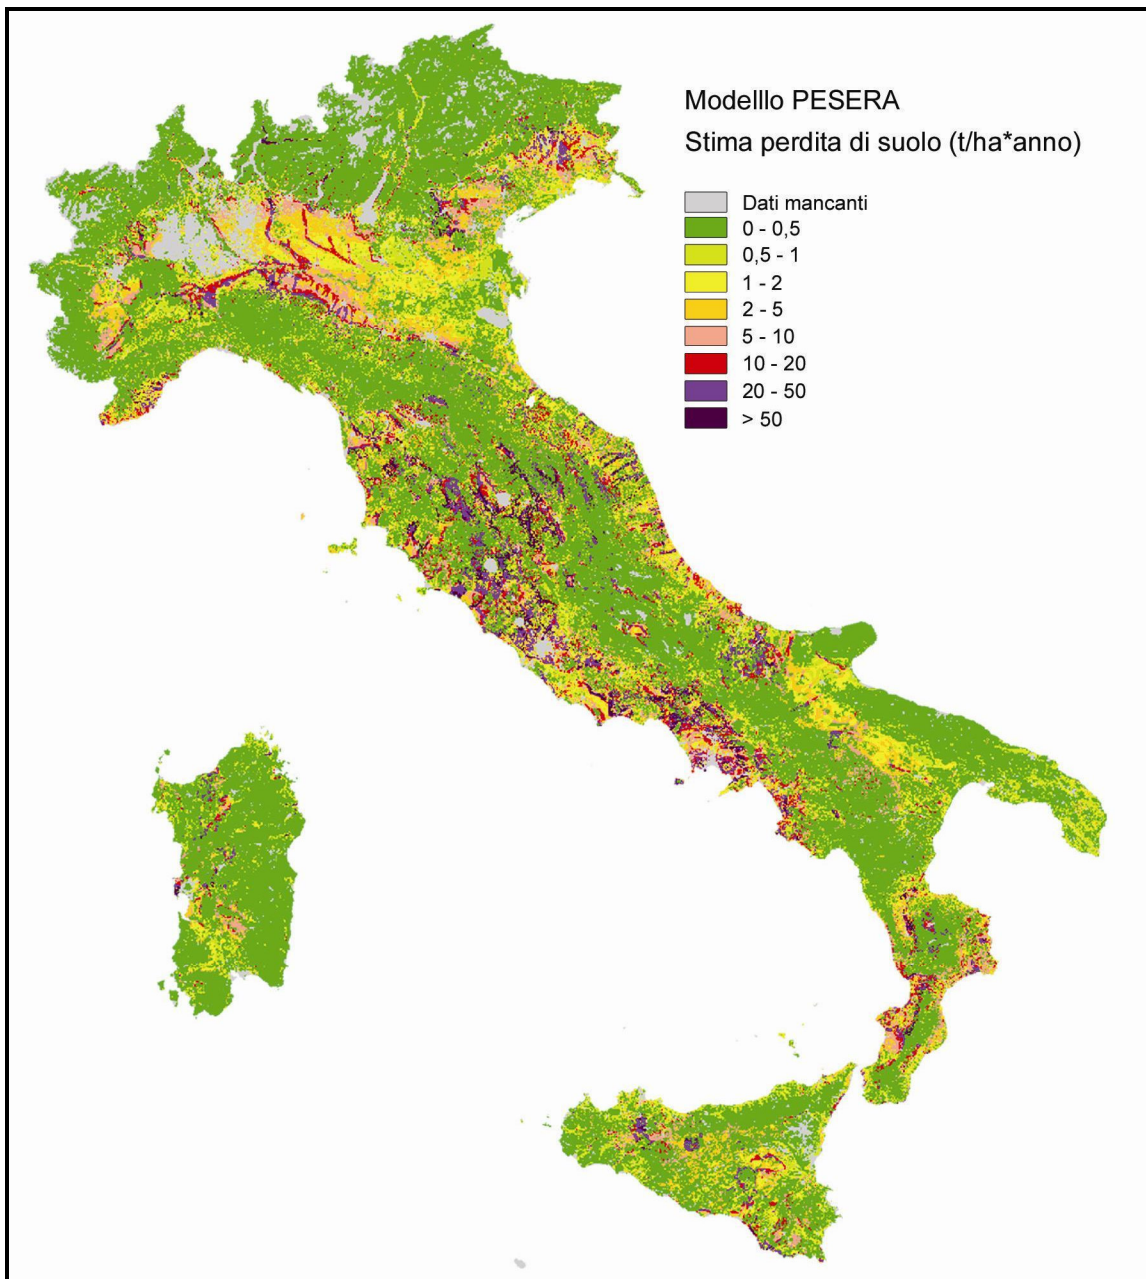 Modelllo PESERA
Stima perdita di suolo (t/ha*anno)
Dati mancanti
0 - 0,5
0,5 - 1
1 - 2
2 - 5
5 - 10
10 - 20
20 - 50
> 50